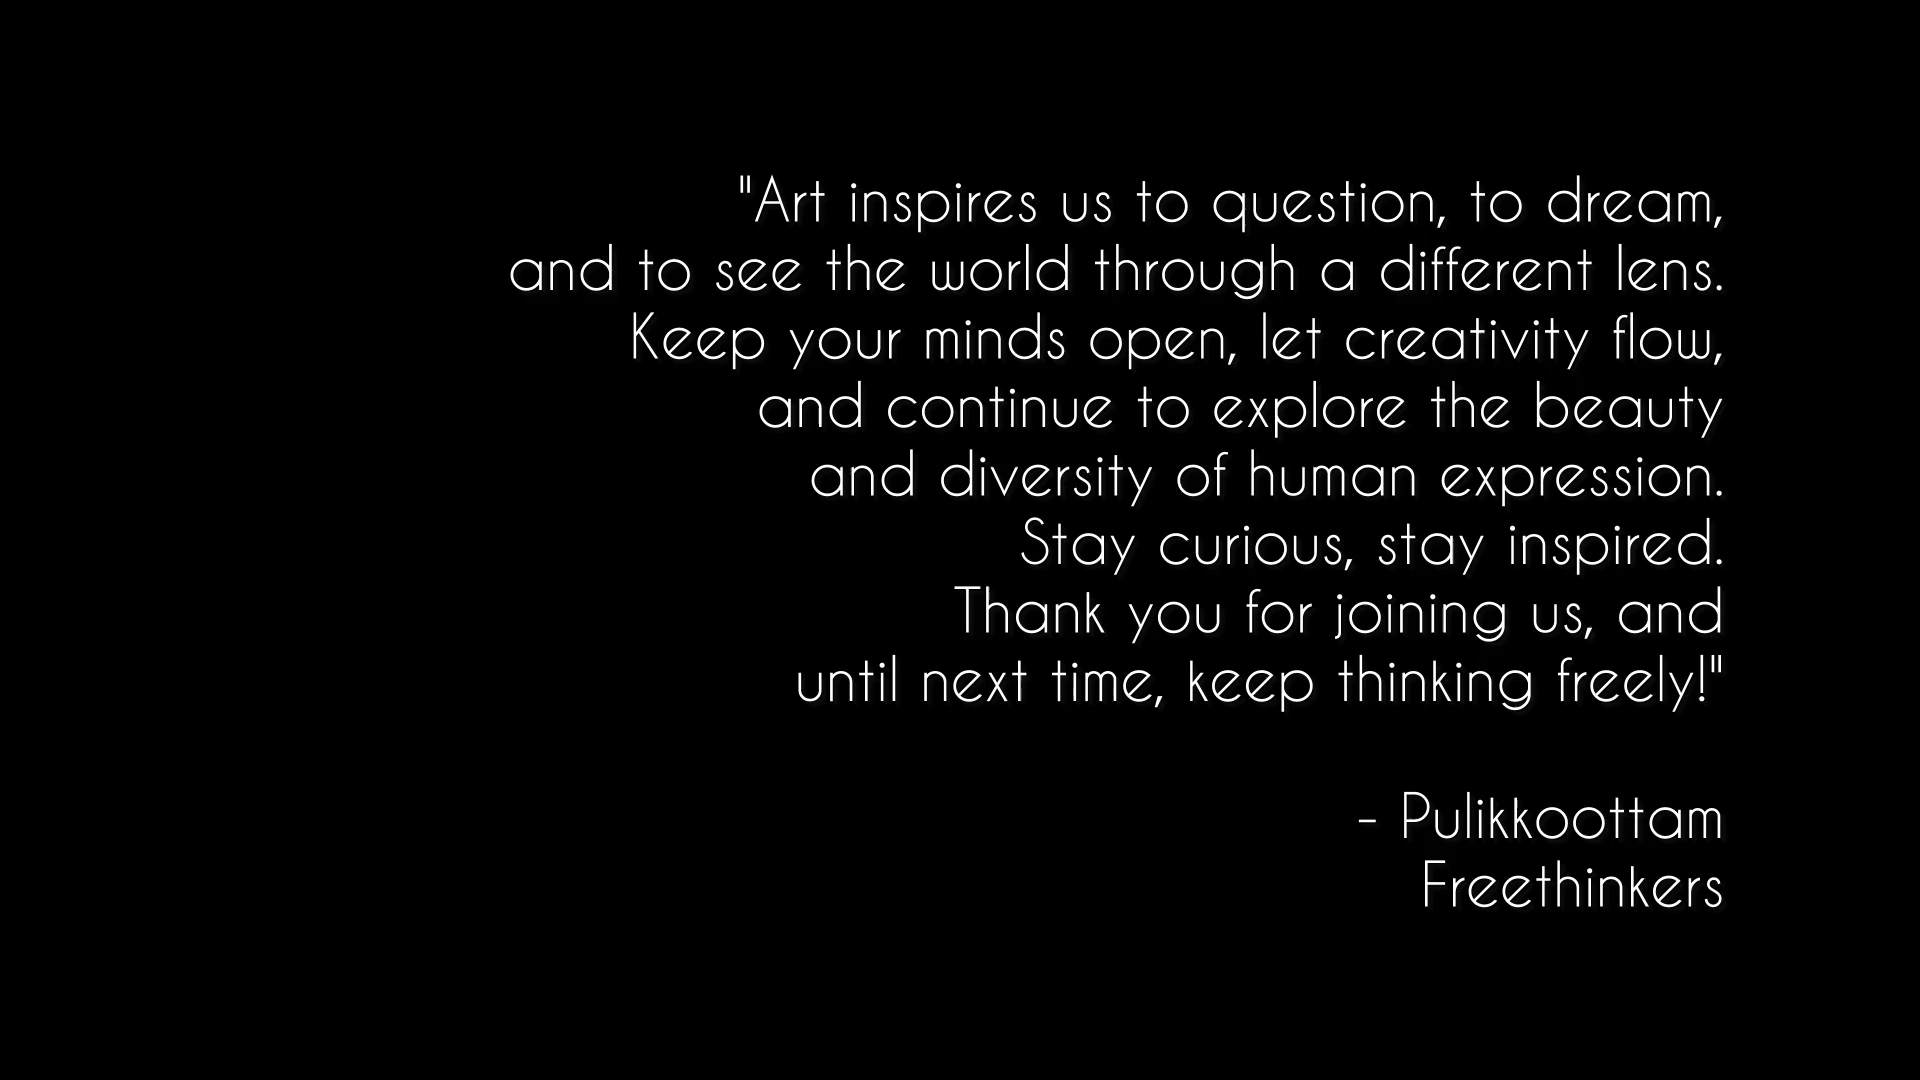 "Art inspires us to question, to dream,
and to see the world through a different lens.
Keep your minds open, let creativity flow,
and continue to explore the beauty
and diversity of human expression.
Stay curious, stay inspired.
Thank you for joining us, and
until next time, keep thinking freely!"
- Pulikkoottam
Freethinkers